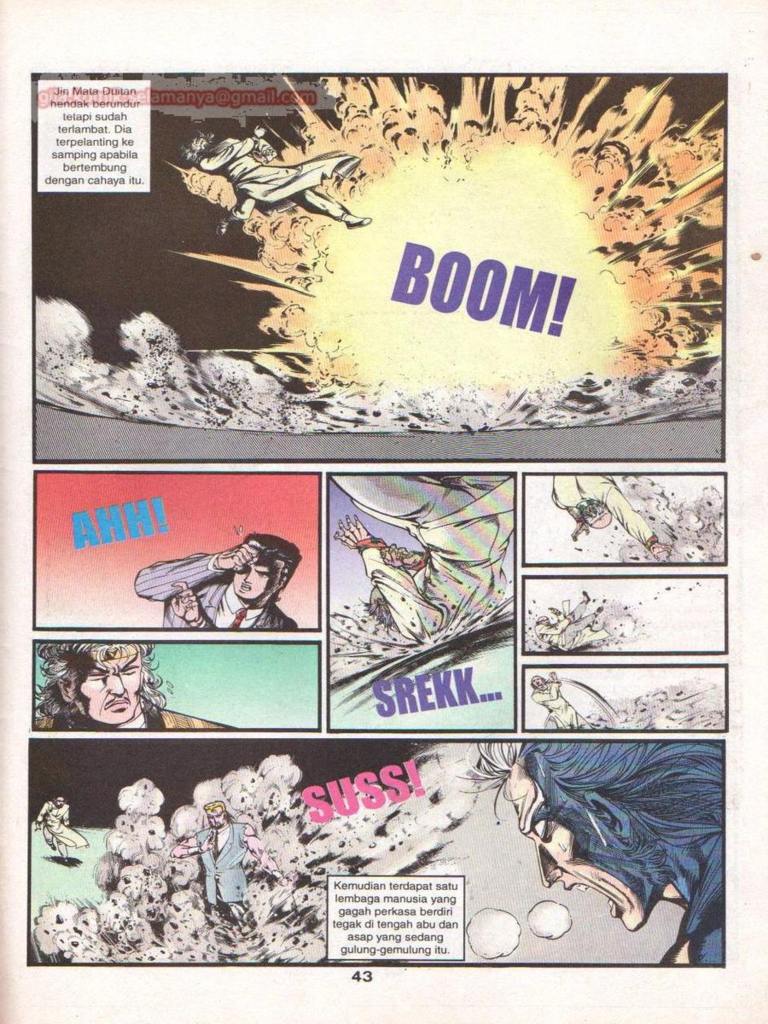 Jin Mata Duitan
hendak berundur
tetapi sudah
terlambat. Dia
terpelanting ke
samping apabila
bertembung
dengan cahaya itu.
BOOM!
AHH!
SREKK...
SUSS!
Kemudian terdapat satu
lembaga manusia yang
gagah perkasa berdiri
tegak di tengah abu dan
asap yang sedang
gulung-gemulung itu.
43